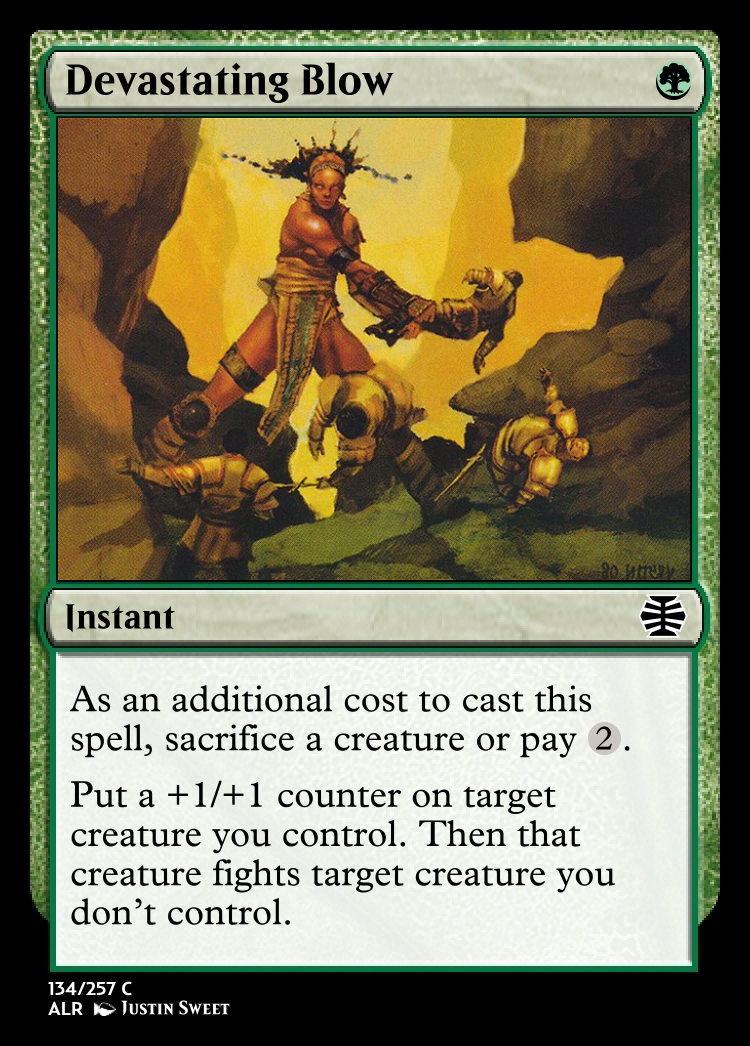 Devastating Blow
Instant
As an additional cost to cast this
spell, sacrifice a creature or pay 2.
Put a +1/+1 counter on target
creature you control. Then that
creature fights target creature you
don't control.
134/257 C
ALR Justin Sweet